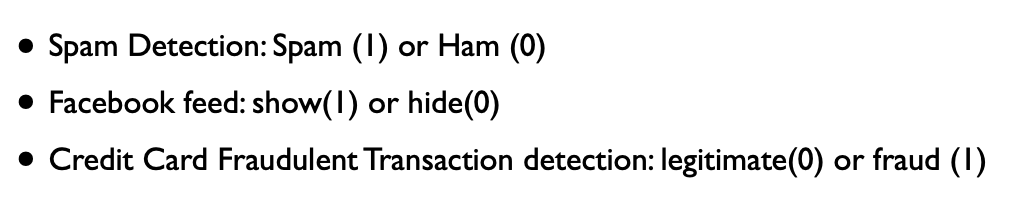 • Spam Detection: Spam (1) or Ham (0)
• Facebook feed: show(1) or hide(0)
• Credit Card Fraudulent Transaction detection: legitimate(0) or fraud (1)